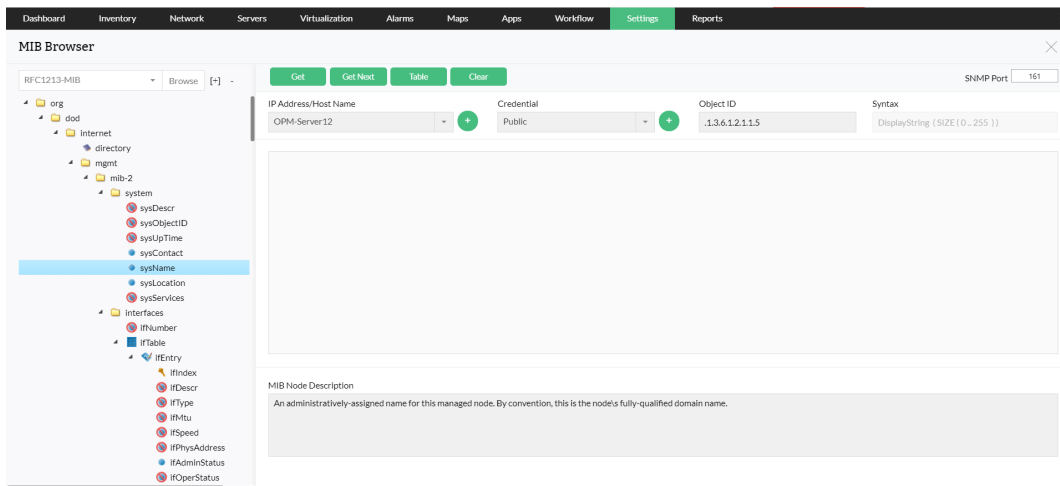 Dashboard Inventory Network Servers Virtualization Alarms Maps Apps Workflow Settings Reports
MIB Browser
RFC1213-MIB Browse [+] -
Get Get Next Table Clear
SNMP Port 161
org
dod
internet
directory
mgmt
mib-2
system
sysDescr
sysObjectID
sysUpTime
sysContact
sysName
sysLocation
sysServices
interfaces
ifNumber
ifTable
ifEntry
ifIndex
ifDescr
ifType
ifMtu
ifSpeed
ifPhysAddress
ifAdminStatus
ifOperStatus
IP Address/Host Name Credential Object ID Syntax
OPM-Server12 + Public + .1.3.6.1.2.1.1.5 DisplayString ( SIZE ( 0 .. 255 ))
MIB Node Description
An administratively-assigned name for this managed node. By convention, this is the node\s fully-qualified domain name.